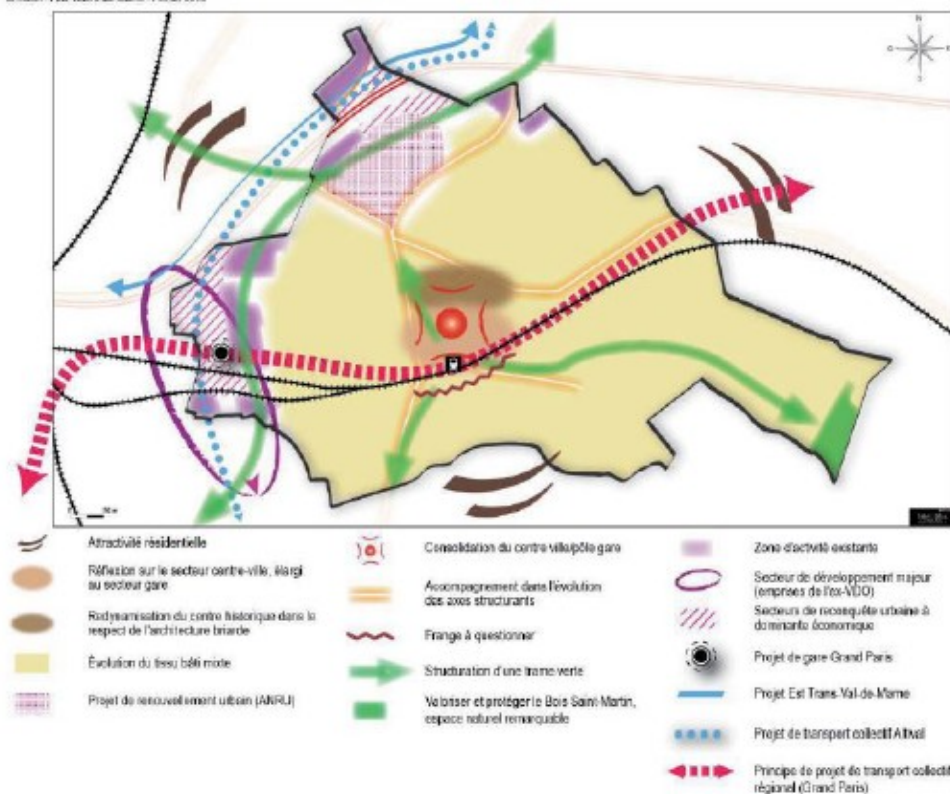 N
O
S
Attractivité résidentielle
Réflexion sur le secteur centre-ville, élargi
au secteur gare
Redynamisation du centre historique dans le
respect de l'architecture briarde
Évolution du tissu bâti mixte
Projet de renouvellement urbain (ANRU)
Consolidation du centre ville/pôle gare
Accompagnement dans l'évolution
des axes structurants
Frange à questionner
Structuration d'une trame verte
Valoriser et protéger le Bois Saint-Martin,
espace naturel remarquable
Zone d'activité existante
Secteur de développement majeur
(emprises de l'ex-VDO)
Secteurs de reconquête urbaine à
dominante économique
Projet de gare Grand Paris
Projet Est Trans-Val-de-Marne
Projet de transport collectif Altival
Principe de projet de transport collectif
régional (Grand Paris)